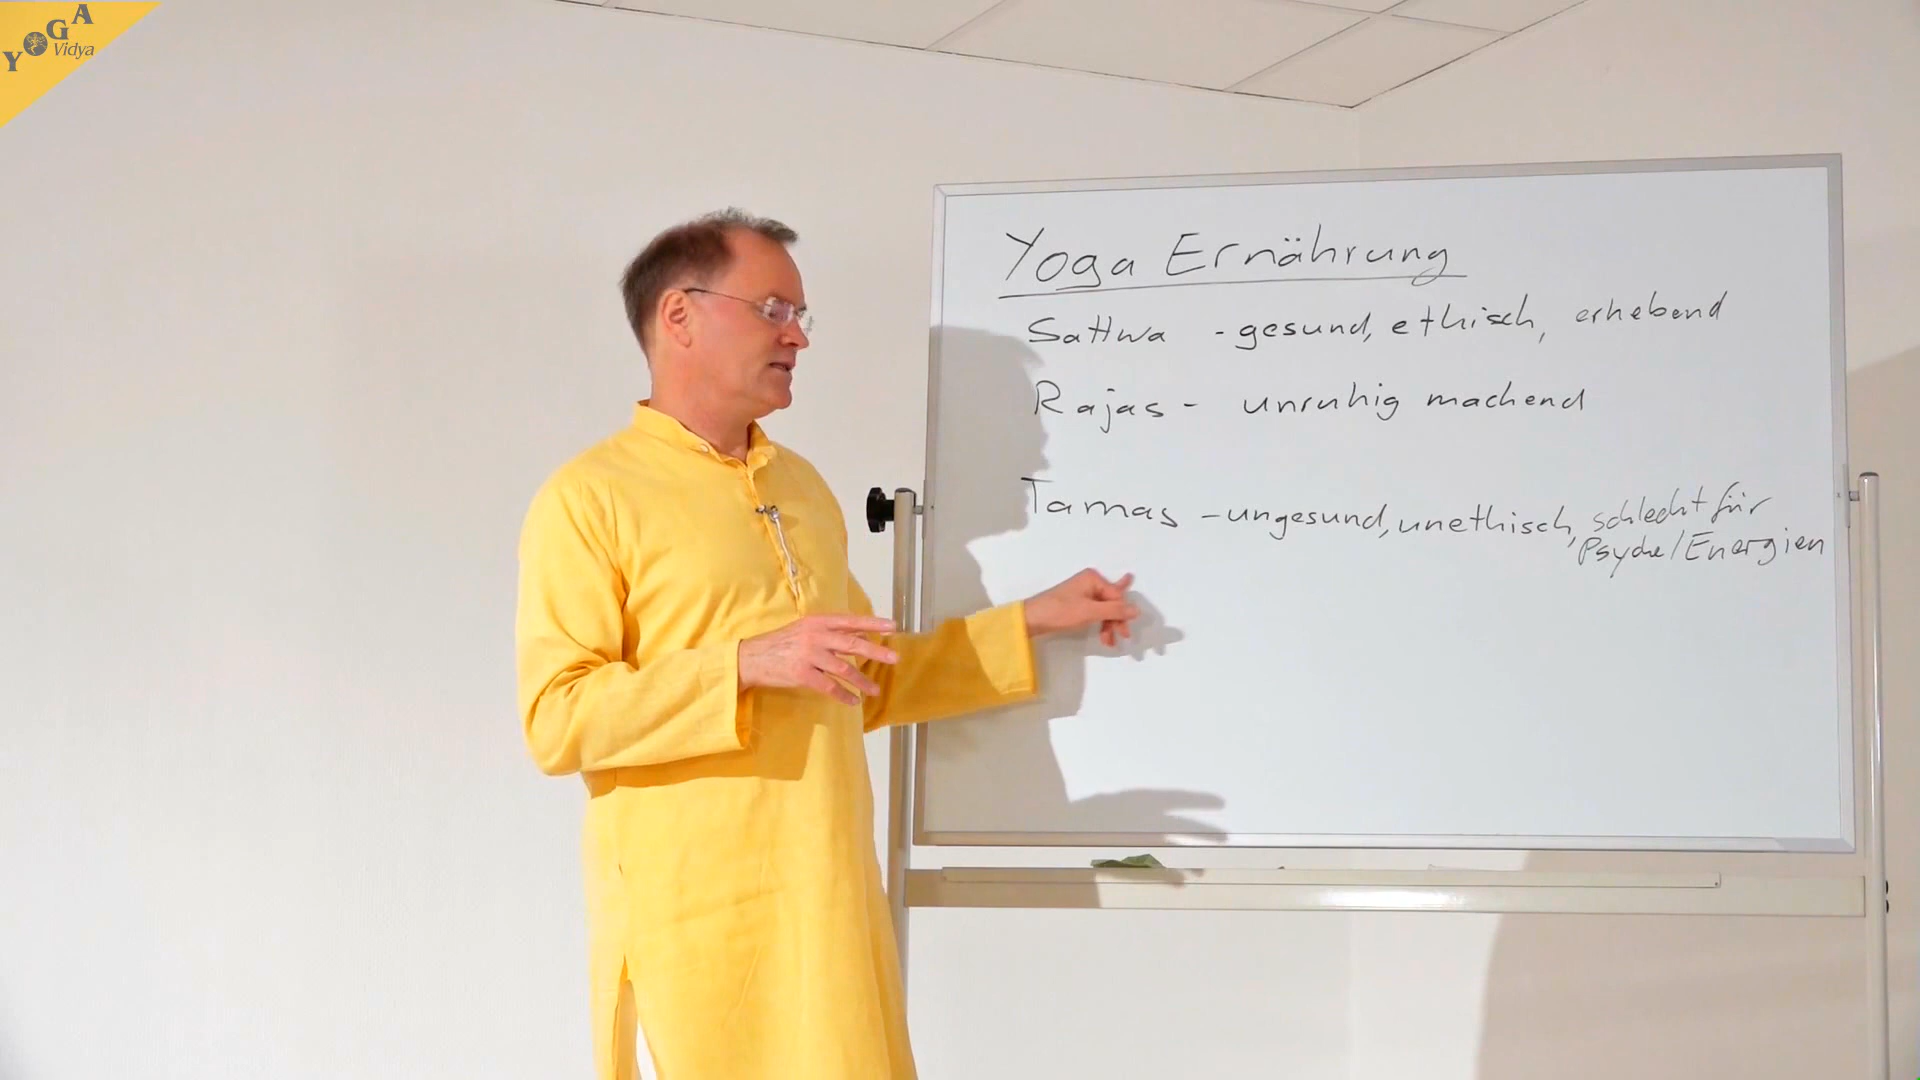 YOGA
Vidya
Yoga Ernährung
Sattwa - gesund, ethisch, erhebend
Rajas - unruhig machend
Tamas - ungesund, unethisch, schlecht für
Psyche/Energien